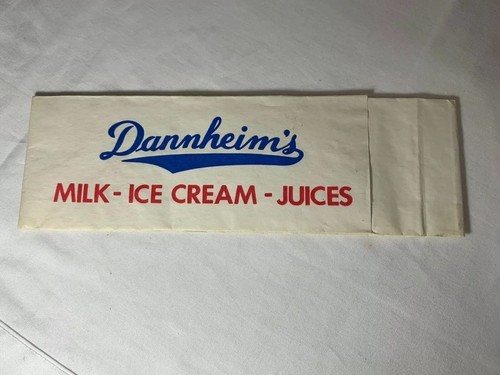 Dannheim's
MILK - ICE CREAM - JUICES